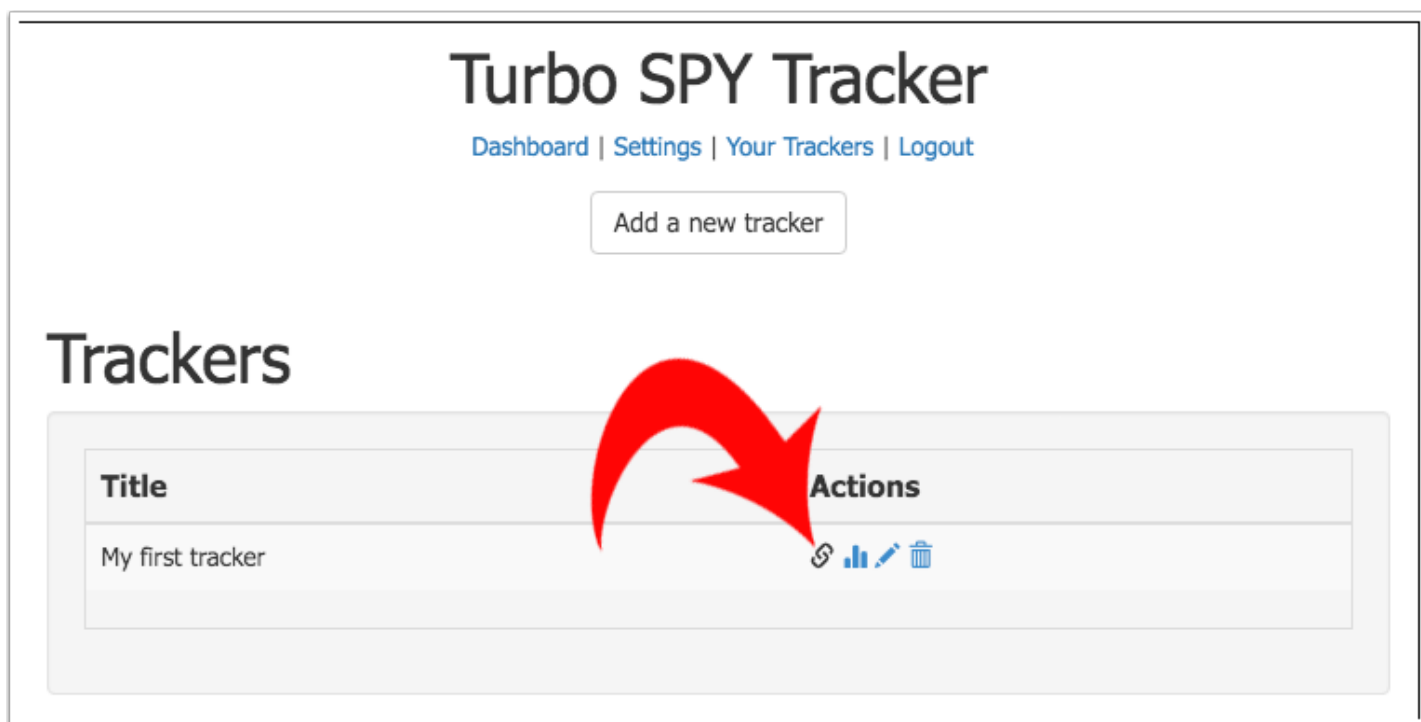 Turbo SPY Tracker
Dashboard | Settings | Your Trackers | Logout
Add a new tracker
Trackers
Title Actions
My first tracker